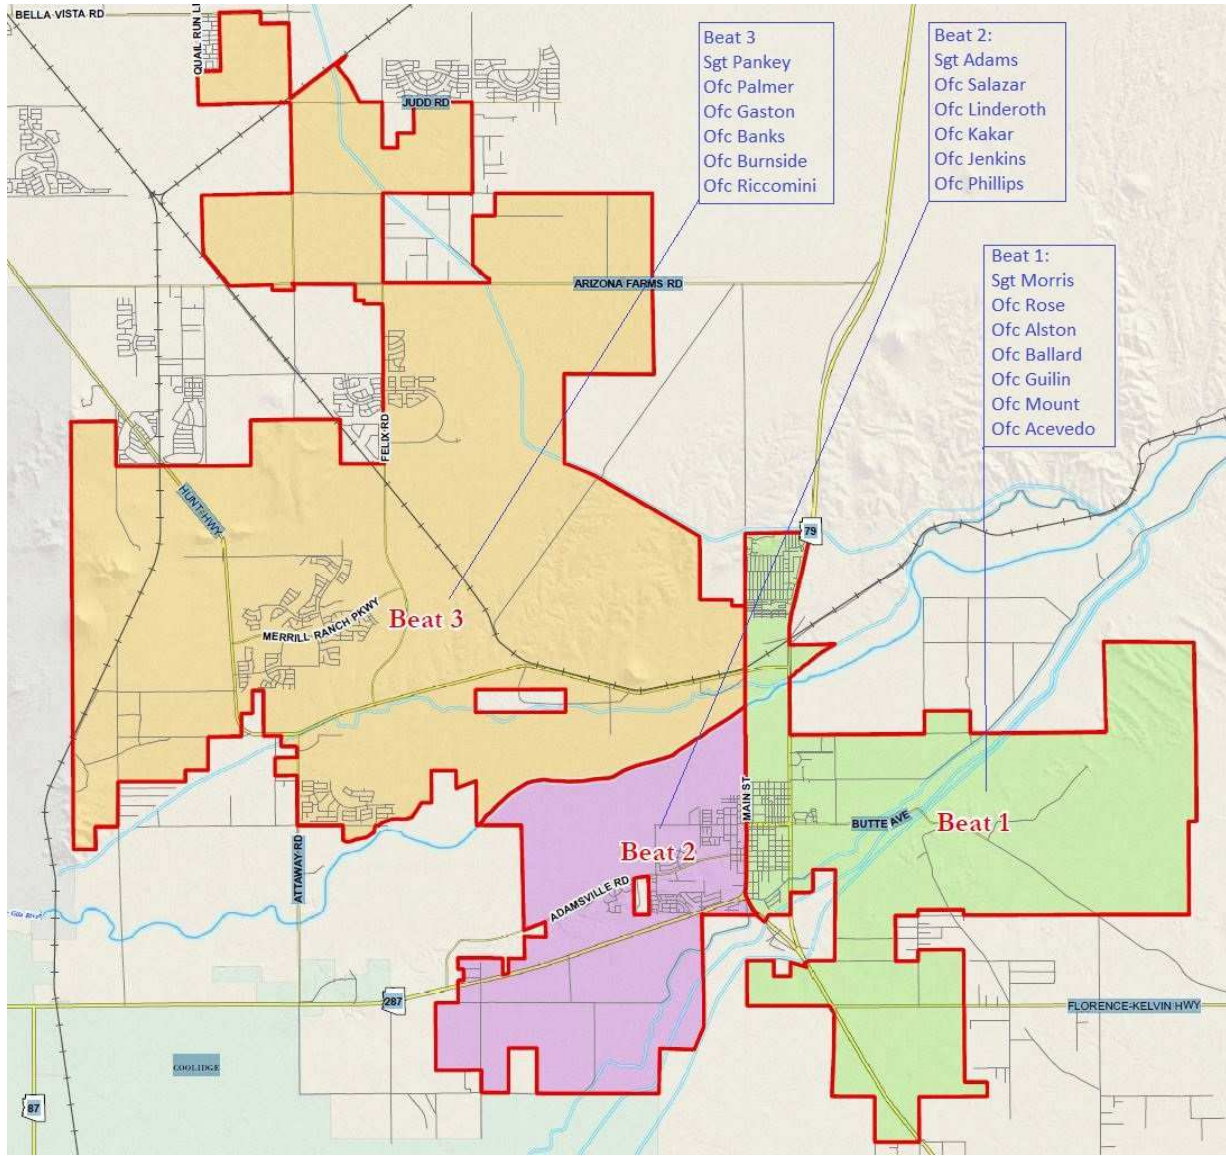 BELLA VISTA RD
QUAIL RUN LN
Beat 3
Sgt Pankey
Ofc Palmer
Ofc Gaston
Ofc Banks
Ofc Burnside
Ofc Riccomini
Beat 2:
Sgt Adams
Ofc Salazar
Ofc Linderoth
Ofc Kakar
Ofc Jenkins
Ofc Phillips
JUDD RD
Beat 1:
Sgt Morris
Ofc Rose
Ofc Alston
Ofc Ballard
Ofc Guilin
Ofc Mount
Ofc Acevedo
ARIZONA FARMS RD
FELIX RD
HUNT HWY
79
Beat 3
MERRILL RANCH PKWY
MAIN ST
BUTTE AVE
Beat 1
Beat 2
ATTAWAY RD
ADAMSVILLE RD
Gila River
287
FLORENCE-KELVIN HWY
COOLIDGE
87